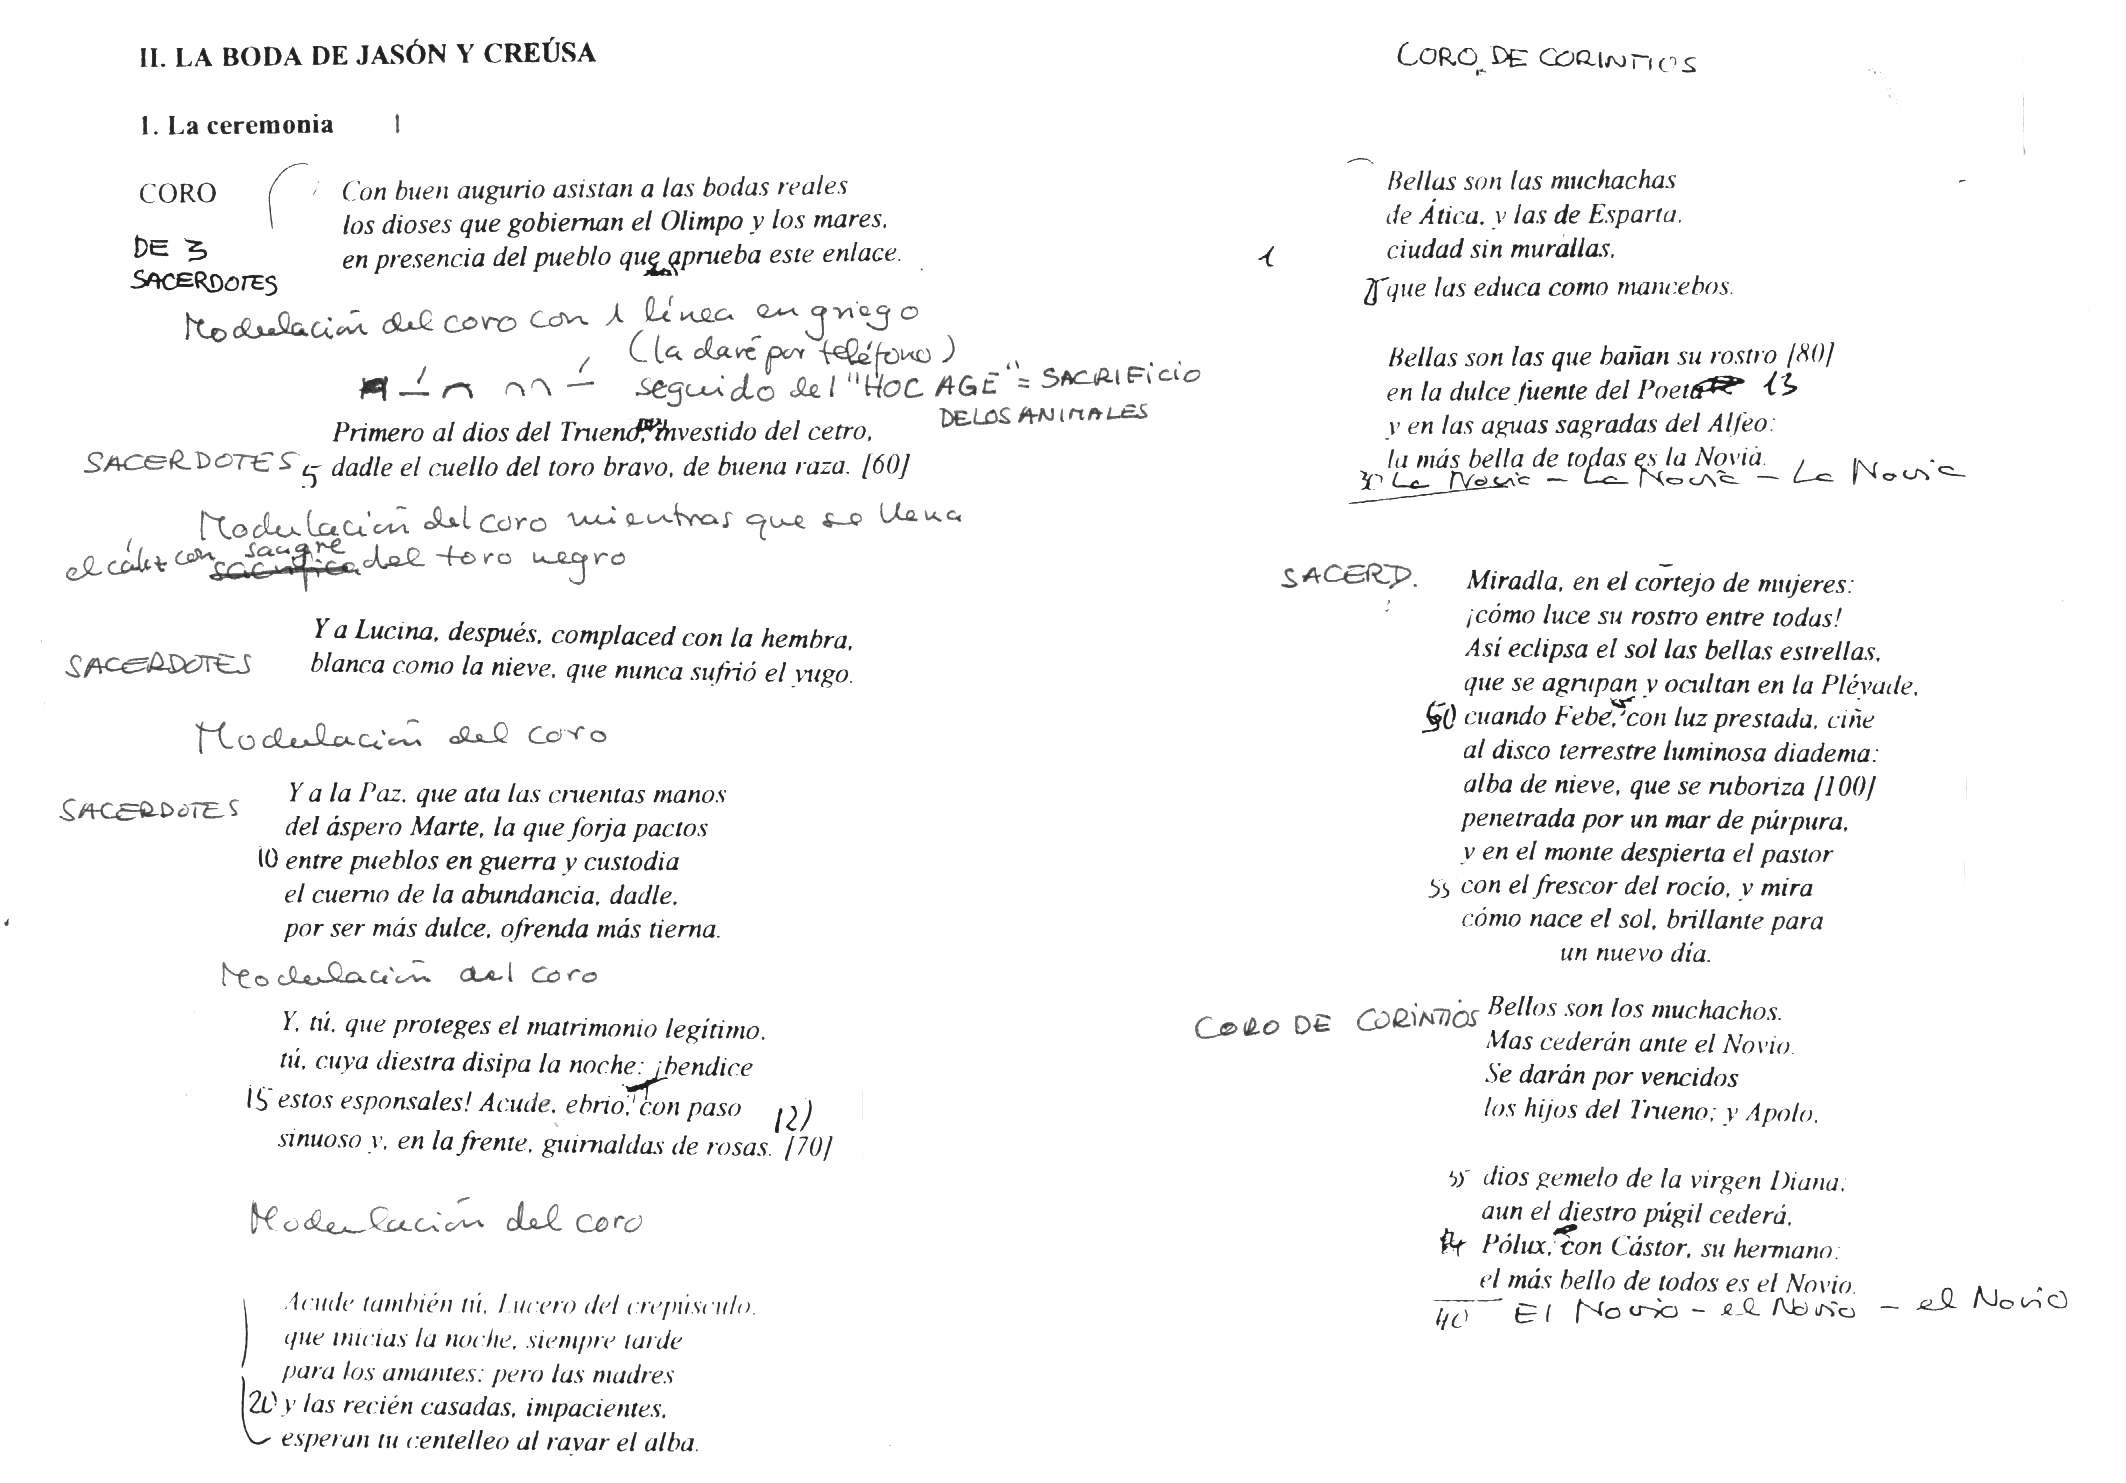 II. LA BODA DE JASÓN Y CREÚSA
1. La ceremonia 1
CORO Con buen augurio asistan a las bodas reales
los dioses que gobiernan el Olimpo y los mares,
DE 3
en presencia del pueblo que aprueba este enlace.
SACERDOTES
Modulación del coro con 1 línea en griego
(la daré por teléfono)
seguido del "HOC AGE" = SACRIFICIO
DE LOS ANIMALES
Primero al dios del Trueno, investido del cetro,
SACERDOTES 5 dadle el cuello del toro bravo, de buena raza. [60]
Modulación del coro mientras que se llena
el cáliz con sangre del toro negro
Y a Lucina, después, complaced con la hembra,
SACERDOTES blanca como la nieve, que nunca sufrió el yugo.
Modulación del coro
Y a la Paz, que ata las cruentas manos
SACERDOTES
del áspero Marte, la que forja pactos
10 entre pueblos en guerra y custodia
el cuerno de la abundancia, dadle,
por ser más dulce, ofrenda más tierna.
Modulación del coro
Y, tú, que proteges el matrimonio legítimo,
tú, cuya diestra disipa la noche: ¡bendice
15 estos esponsales! Acude, ebrio, con paso 12)
sinuoso y, en la frente, guirnaldas de rosas. [70]
Modulación del coro
Acude también tú, Lucero del crepúsculo,
que inicias la noche, siempre tarde
para los amantes: pero las madres
20 y las recién casadas, impacientes,
esperan tu centelleo al rayar el alba.
CORO DE CORINTIOS
Bellas son las muchachas
de Ática, y las de Esparta,
1 ciudad sin murallas,
que las educa como mancebos.
Bellas son las que bañan su rostro [80]
en la dulce fuente del Poeta 13
y en las aguas sagradas del Alfeo:
la más bella de todas es la Novia.
30 La Novia - La Novia - La Novia
SACERD. Miradla, en el cortejo de mujeres:
¡cómo luce su rostro entre todas!
Así eclipsa el sol las bellas estrellas,
que se agrupan y ocultan en la Pléyade,
50 cuando Febe, con luz prestada, ciñe
al disco terrestre luminosa diadema:
alba de nieve, que se ruboriza [100]
penetrada por un mar de púrpura,
y en el monte despierta el pastor
55 con el frescor del rocío, y mira
cómo nace el sol, brillante para
un nuevo día.
CORO DE CORINTIOS Bellos son los muchachos.
Mas cederán ante el Novio.
Se darán por vencidos
los hijos del Trueno; y Apolo,
dios gemelo de la virgen Diana;
aun el diestro púgil cederá,
Pólux, con Cástor, su hermano:
el más bello de todos es el Novio.
40 El Novio - el Novio - el Novio